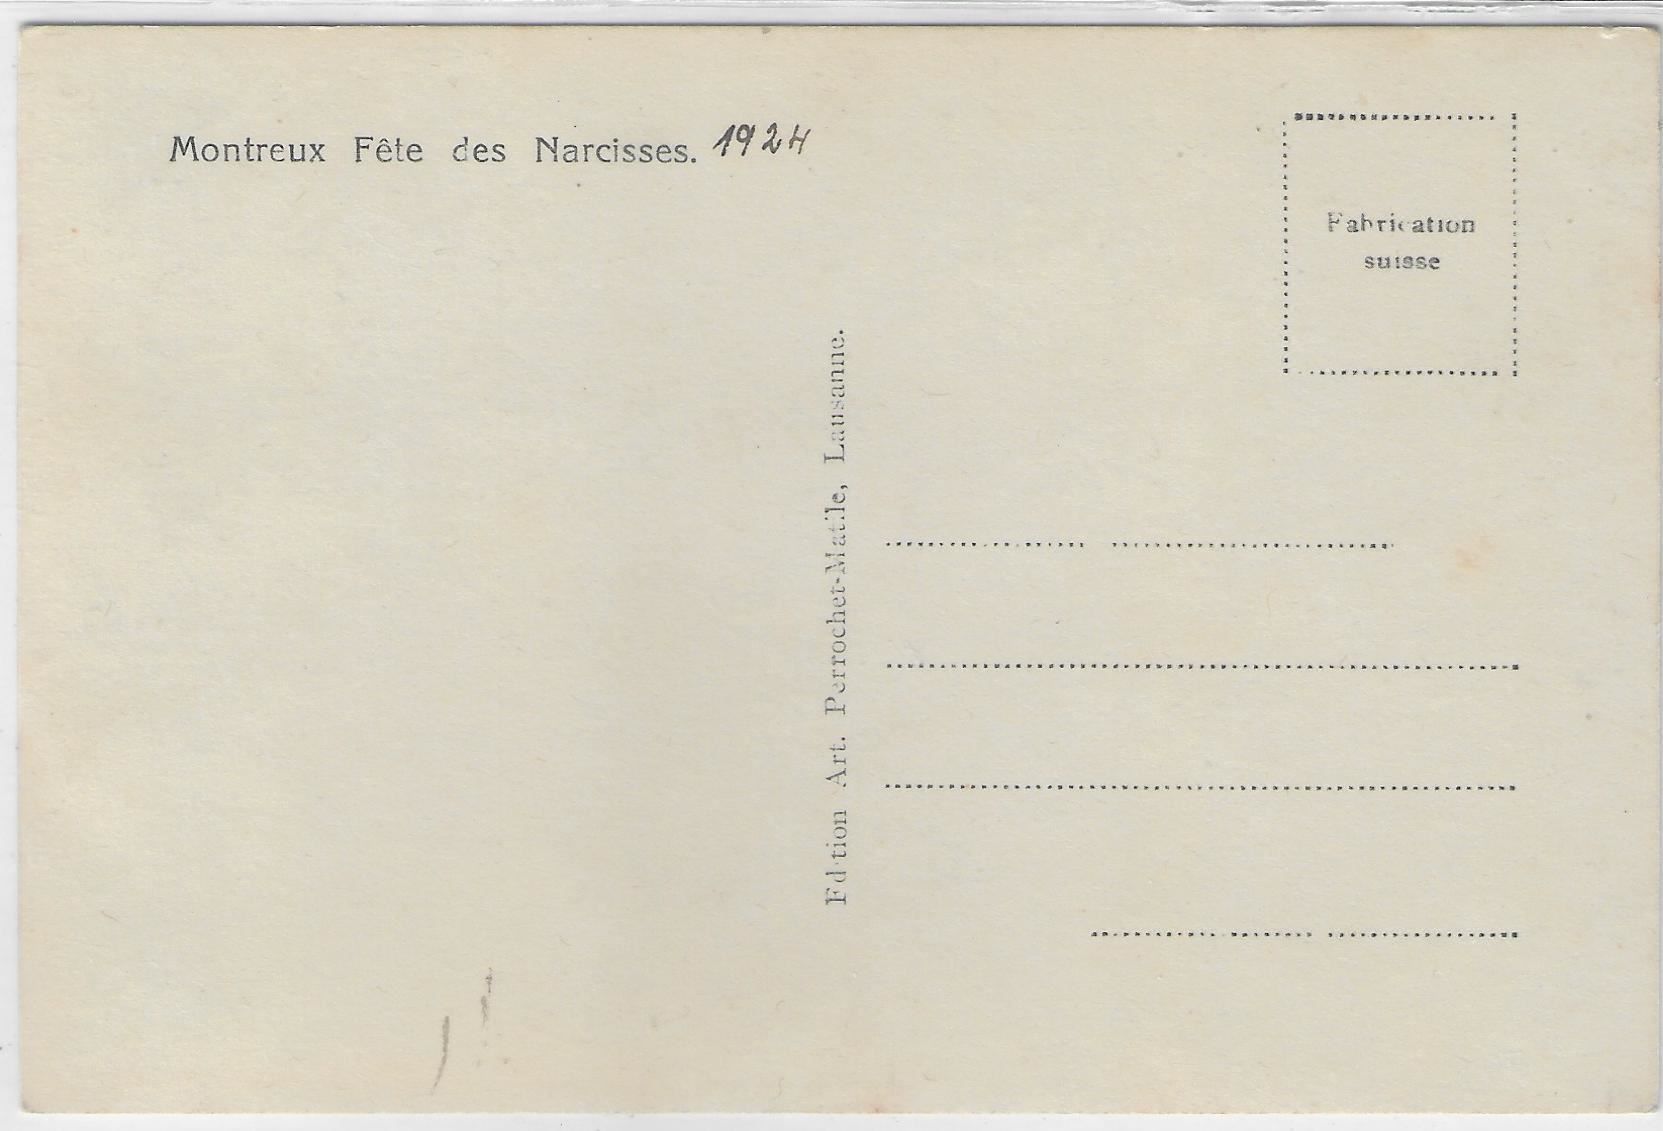 Montreux Fête des Narcisses. 1924
Fabrication
suisse
Edition Art. Perrochet-Matile, Lausanne.